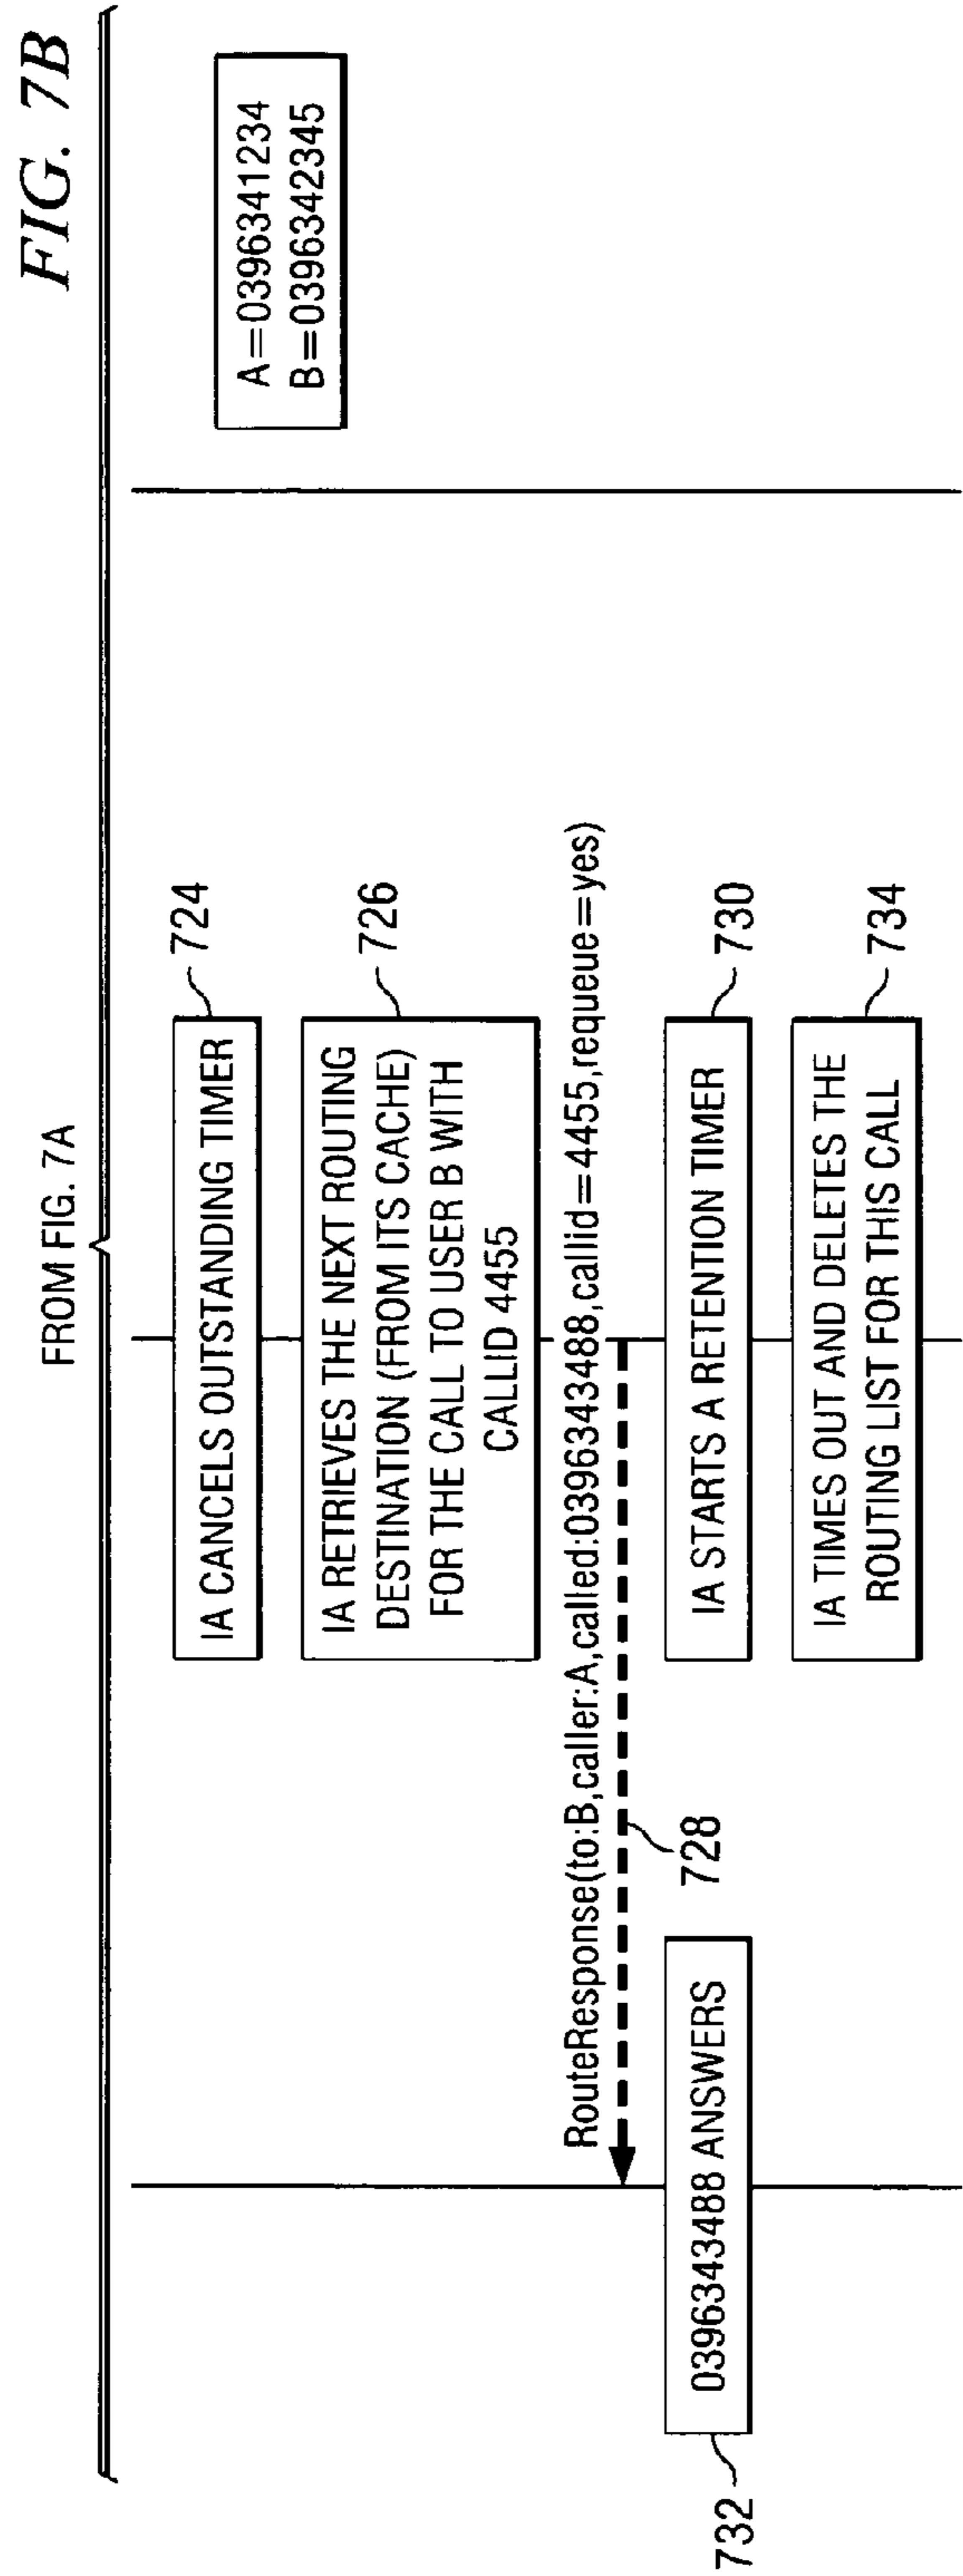 FIG. 7B
FROM FIG. 7A
A=0396341234
B=0396342345
IA CANCELS OUTSTANDING TIMER
724
IA RETRIEVES THE NEXT ROUTING
DESTINATION (FROM ITS CACHE)
FOR THE CALL TO USER B WITH
CALLID 4455
726
RouteResponse(to:B,caller:A,called:0396343488,callid=4455,requeue=yes)
728
IA STARTS A RETENTION TIMER
730
0396343488 ANSWERS
732
IA TIMES OUT AND DELETES THE
ROUTING LIST FOR THIS CALL
734